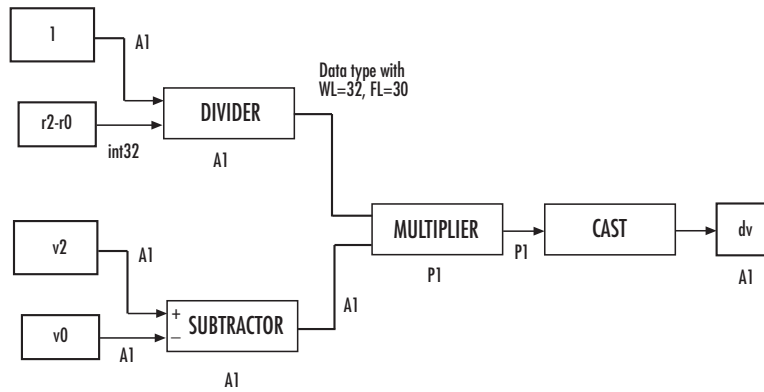 1
A1
r2-r0
int32
DIVIDER
A1
Data type with
WL=32, FL=30
v2
A1
v0
A1
+
−
SUBTRACTOR
A1
A1
MULTIPLIER
P1
P1
CAST
dv
A1